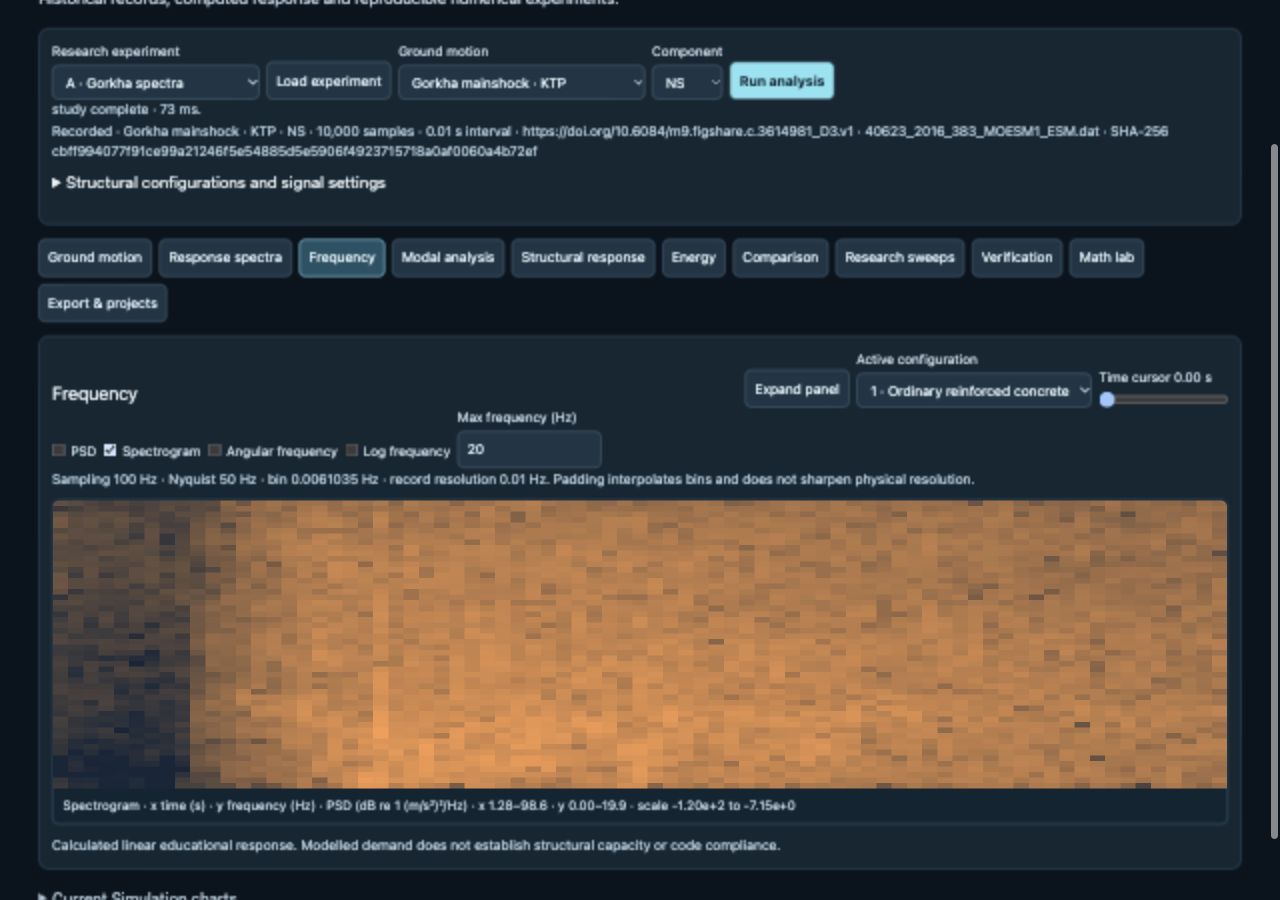 Historical records, computed response and reproducible numerical experiments.
Research experiment
Ground motion
Component
A · Gorkha spectra
Load experiment
Gorkha mainshock · KTP
NS
Run analysis
study complete · 73 ms.
Recorded · Gorkha mainshock · KTP · NS · 10,000 samples · 0.01 s interval · https://doi.org/10.6084/m9.figshare.c.3614981_D3.v1 · 40623_2016_383_MOESM1_ESM.dat · SHA-256
cbff994077f91ce99a21246f5e54885d5e5906f4923715718a0af0060a4b72ef
Structural configurations and signal settings
Ground motion
Response spectra
Frequency
Modal analysis
Structural response
Energy
Comparison
Research sweeps
Verification
Math lab
Export & projects
Frequency
Expand panel
Active configuration
1 · Ordinary reinforced concrete
Time cursor 0.00 s
Max frequency (Hz)
PSD
Spectrogram
Angular frequency
Log frequency
20
Sampling 100 Hz · Nyquist 50 Hz · bin 0.0061035 Hz · record resolution 0.01 Hz. Padding interpolates bins and does not sharpen physical resolution.
Spectrogram · x time (s) · y frequency (Hz) · PSD (dB re 1 (m/s²)²/Hz) · x 1.28–98.6 · y 0.00–19.9 · scale -1.20e+2 to -7.15e+0
Calculated linear educational response. Modelled demand does not establish structural capacity or code compliance.
Current Simulation charts